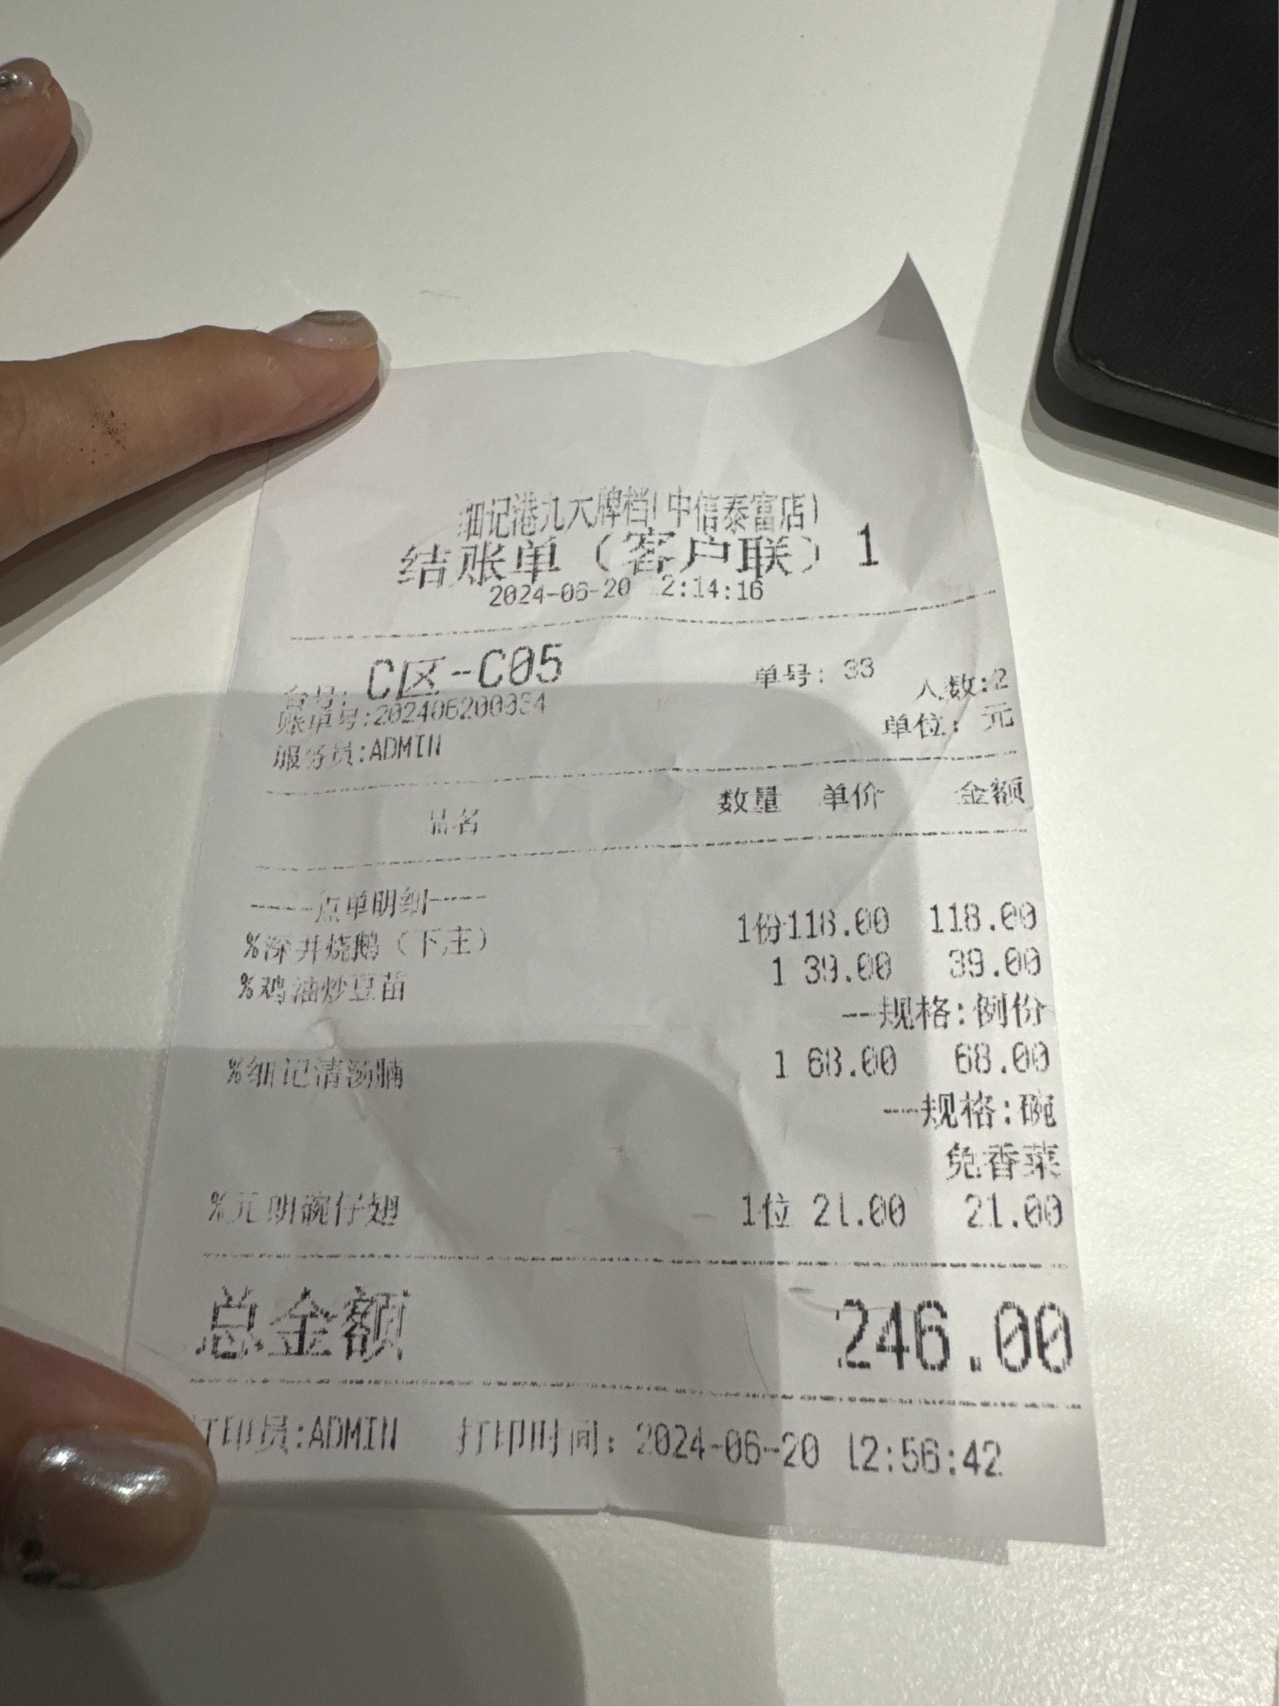 细记港九大牌档(中信泰富店)
结账单（客户联）1
2024-06-20 2:14:16
台号: C区-C05 单号: 33 人数:2
账单号:202406200034 单位: 元
服务员:ADMIN
品名 数量 单价 金额
-----点单明细-----
%深井烧鹅（下庄） 1份118.00 118.00
%鸡油炒豆苗 1 39.00 39.00
--规格:例份
%细记清汤腩 1 68.00 68.00
--规格:碗
免香菜
%元朗碗仔翅 1位 21.00 21.00
总金额 246.00
打印员:ADMIN 打印时间: 2024-06-20 12:56:42